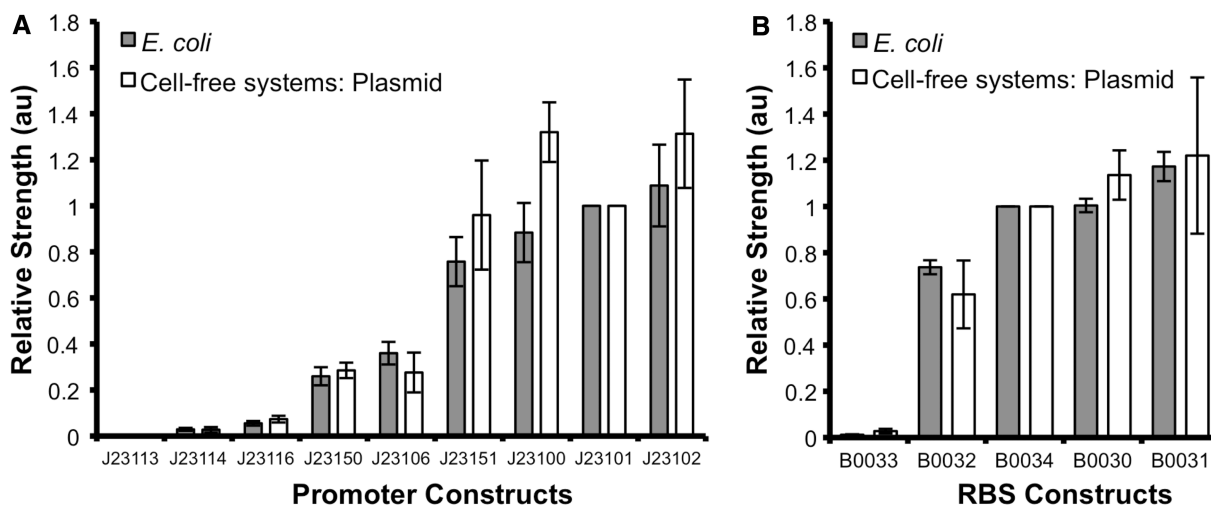 A
Relative Strength (au)
1.8
1.6
1.4
1.2
1
0.8
0.6
0.4
0.2
0
E. coli
Cell-free systems: Plasmid
J23113 J23114 J23116 J23150 J23106 J23151 J23100 J23101 J23102
Promoter Constructs
B
Relative Strength (au)
1.8
1.6
1.4
1.2
1
0.8
0.6
0.4
0.2
0
E. coli
Cell-free systems: Plasmid
B0033 B0032 B0034 B0030 B0031
RBS Constructs